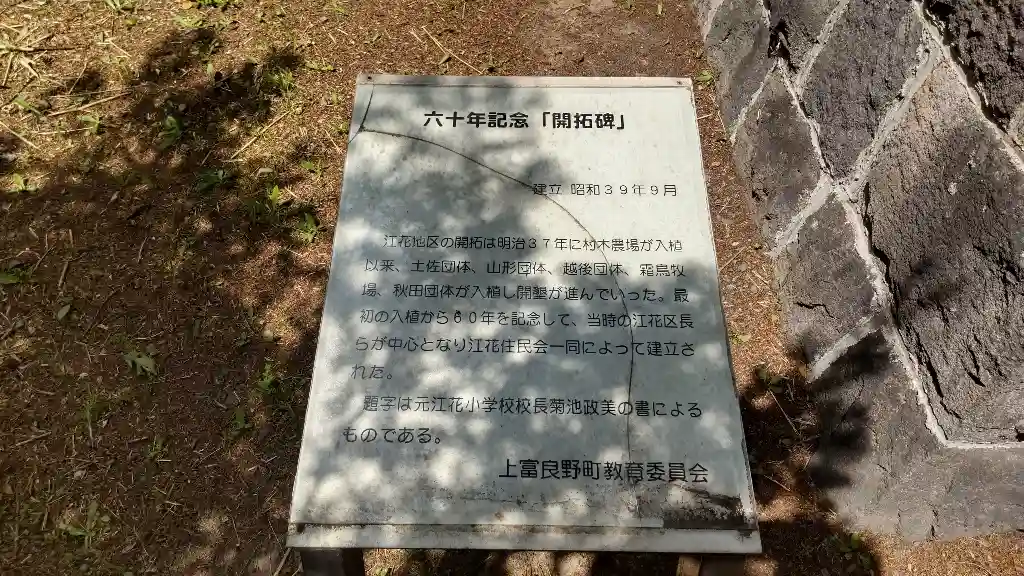 六十年記念「開拓碑」
建立 昭和39年9月
江花地区の開拓は明治37年に村木農場が入植
以来、土佐団体、山形団体、越後団体、霜鳥牧
場、秋田団体が入植し開墾が進んでいった。最
初の入植から60年を記念して、当時の江花区長
らが中心となり江花住民会一同によって建立さ
れた。
題字は元江花小学校校長菊池政美の書による
ものである。
上富良野町教育委員会